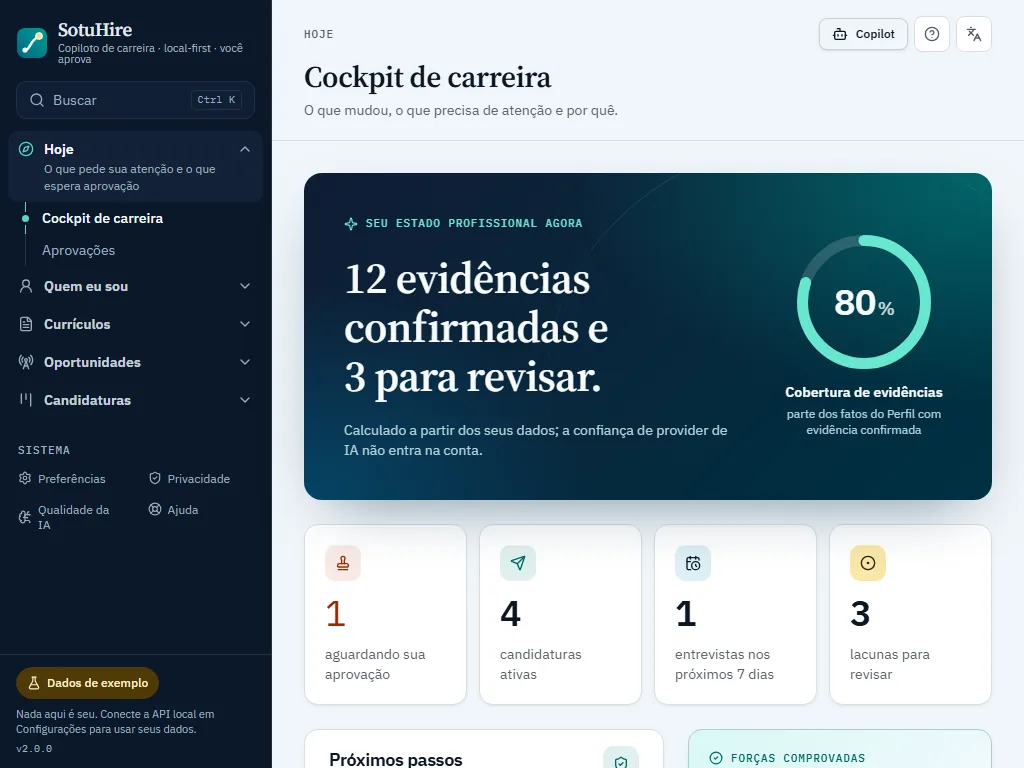 SotuHire
Copiloto de carreira · local-first · você
aprova
Buscar
Ctrl K
Hoje
O que pede sua atenção e o que
espera aprovação
Cockpit de carreira
Aprovações
Quem eu sou
Currículos
Oportunidades
Candidaturas
SISTEMA
Preferências
Privacidade
Qualidade da
IA
Ajuda
Dados de exemplo
Nada aqui é seu. Conecte a API local em
Configurações para usar seus dados.
v2.0.0
HOJE
Copilot
Cockpit de carreira
O que mudou, o que precisa de atenção e por quê.
SEU ESTADO PROFISSIONAL AGORA
12 evidências
confirmadas e
3 para revisar.
Calculado a partir dos seus dados; a confiança de provider de
IA não entra na conta.
80%
Cobertura de evidências
parte dos fatos do Perfil com
evidência confirmada
1
aguardando sua
aprovação
4
candidaturas
ativas
1
entrevistas nos
próximos 7 dias
3
lacunas para
revisar
Próximos passos
FORÇAS COMPROVADAS